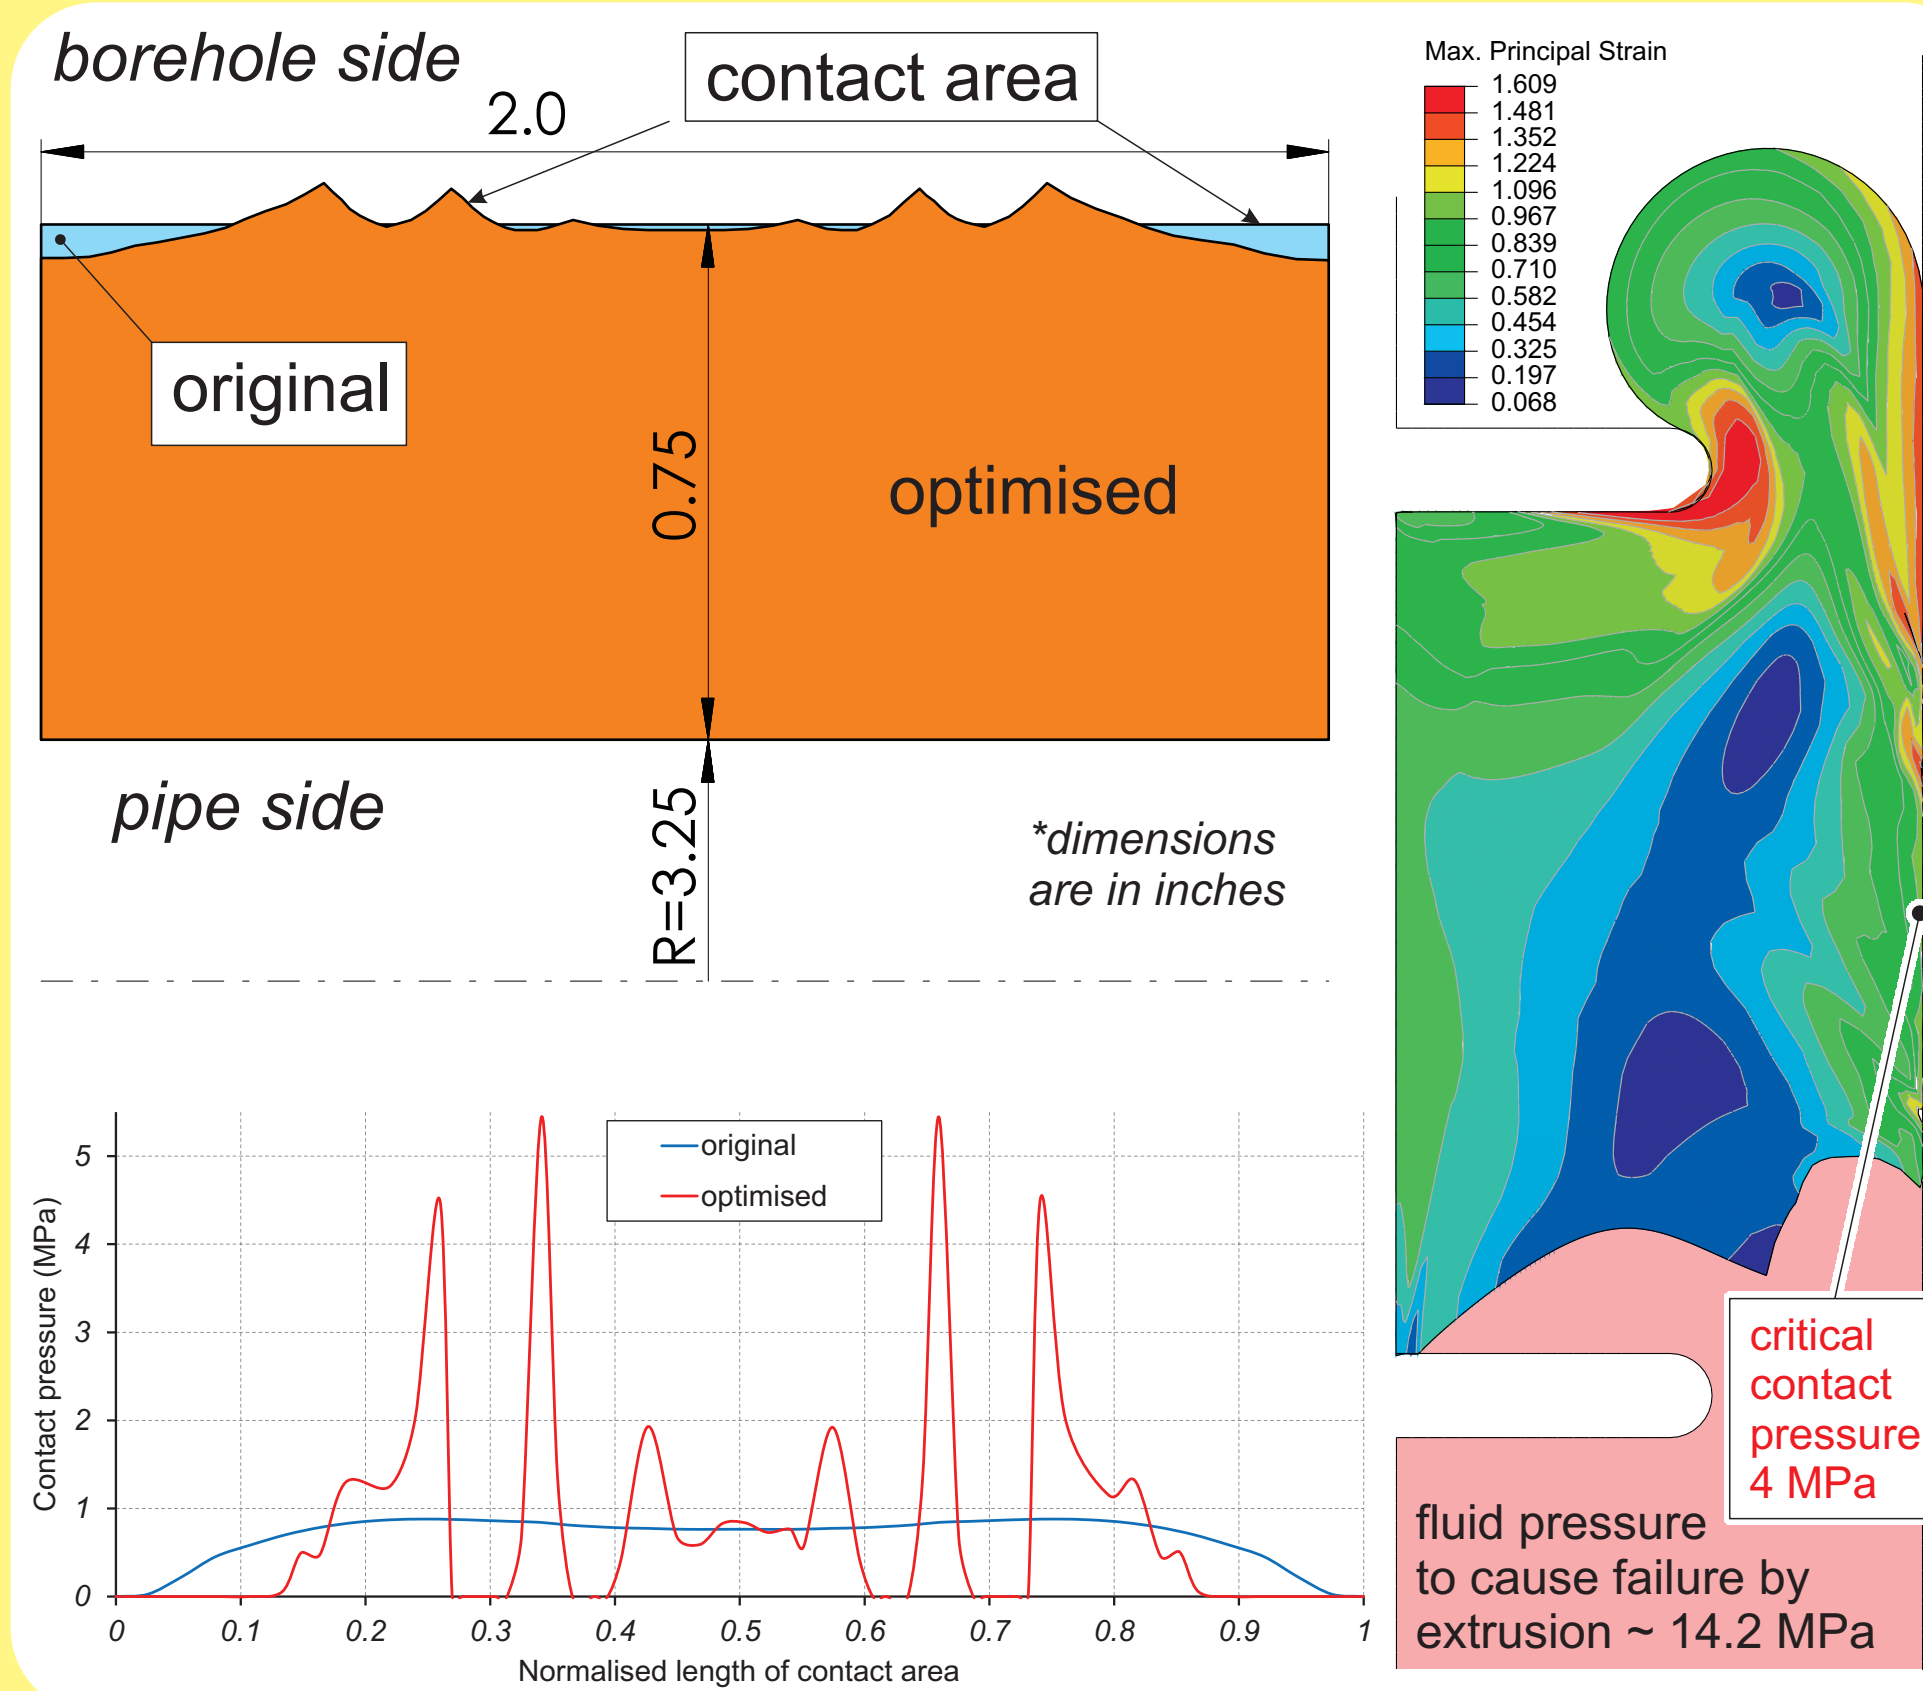 borehole side
2.0
contact area
original
0.75
optimised
pipe side
R=3.25
*dimensions
are in inches
Max. Principal Strain
1.609
1.481
1.352
1.224
1.096
0.967
0.839
0.710
0.582
0.454
0.325
0.197
0.068
original
optimised
Contact pressure (MPa)
5
4
3
2
1
0
0 0.1 0.2 0.3 0.4 0.5 0.6 0.7 0.8 0.9 1
Normalised length of contact area
critical
contact
pressure
4 MPa
fluid pressure
to cause failure by
extrusion ~ 14.2 MPa